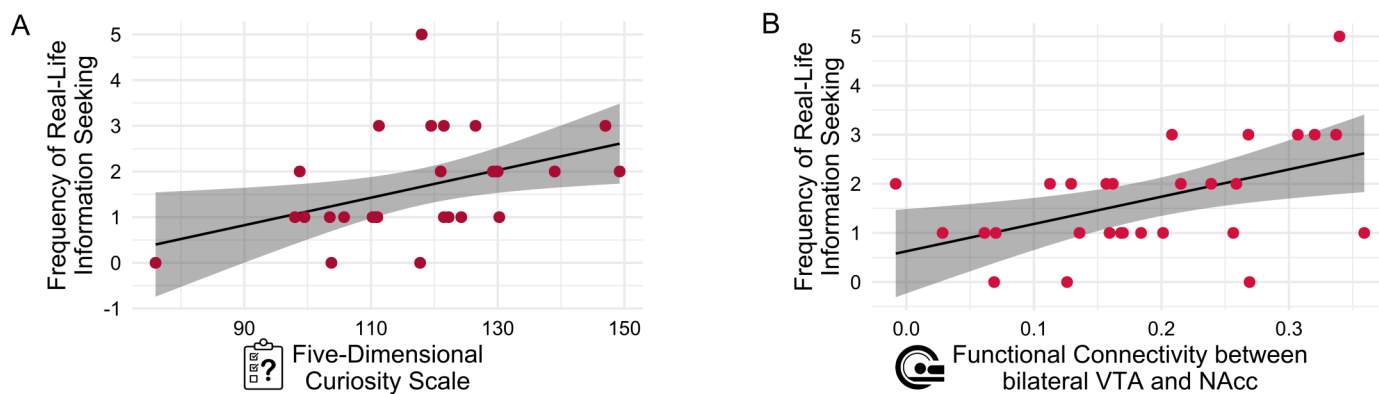 A
Frequency of Real-Life
Information Seeking
5
4
3
2
1
0
-1
90
110
130
150
?
Five-Dimensional
Curiosity Scale
B
Frequency of Real-Life
Information Seeking
5
4
3
2
1
0
0.0
0.1
0.2
0.3
Functional Connectivity between
bilateral VTA and NAcc